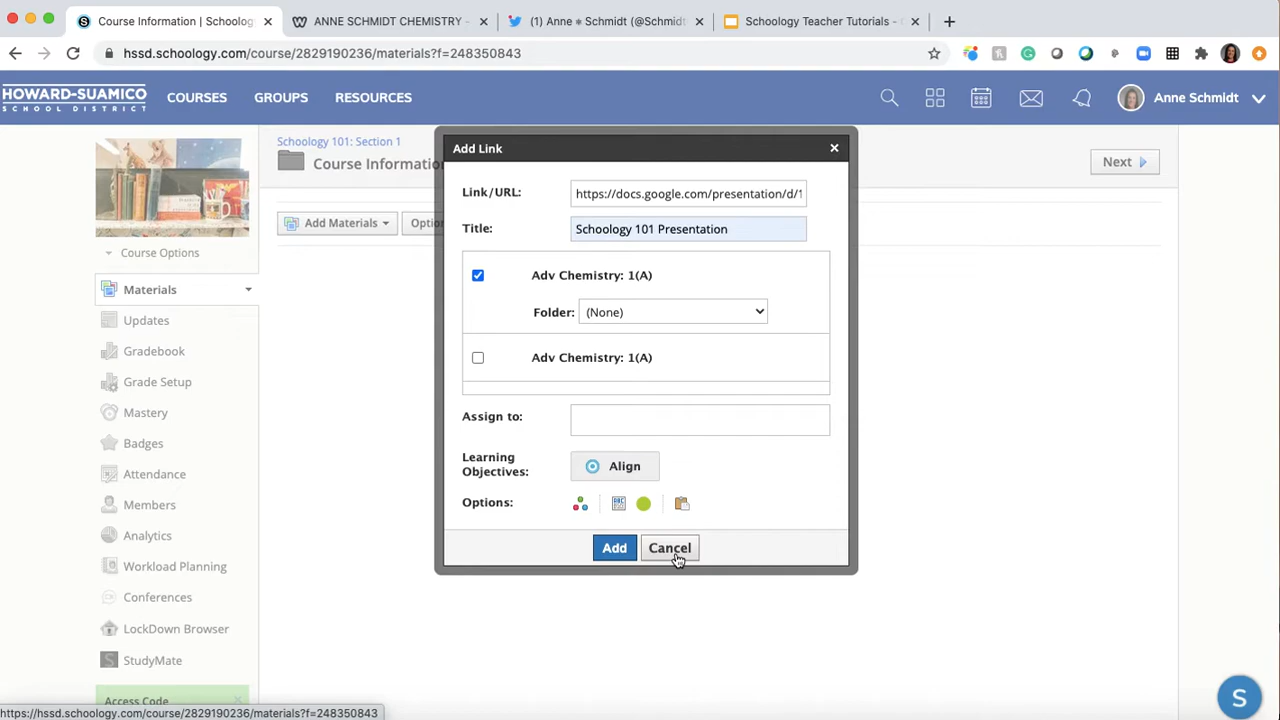 Course Information | Schoology
ANNE SCHMIDT CHEMISTRY -
(1) Anne ⚛ Schmidt (@Schmidt
Schoology Teacher Tutorials -
hssd.schoology.com/course/2829190236/materials?f=248350843
HOWARD-SUAMICO
SCHOOL DISTRICT
COURSES
GROUPS
RESOURCES
Anne Schmidt
Schoology 101: Section 1
Course Informati
Next
Add Materials
Optio
Course Options
Materials
Updates
Gradebook
Grade Setup
Mastery
Badges
Attendance
Members
Analytics
Workload Planning
Conferences
LockDown Browser
StudyMate
Access Code
Add Link
Link/URL: https://docs.google.com/presentation/d/1
Title: Schoology 101 Presentation
Adv Chemistry: 1(A)
Folder: (None)
Adv Chemistry: 1(A)
Assign to:
Learning
Objectives:
Align
Options:
Add
Cancel
S
https://hssd.schoology.com/course/2829190236/materials?f=248350843